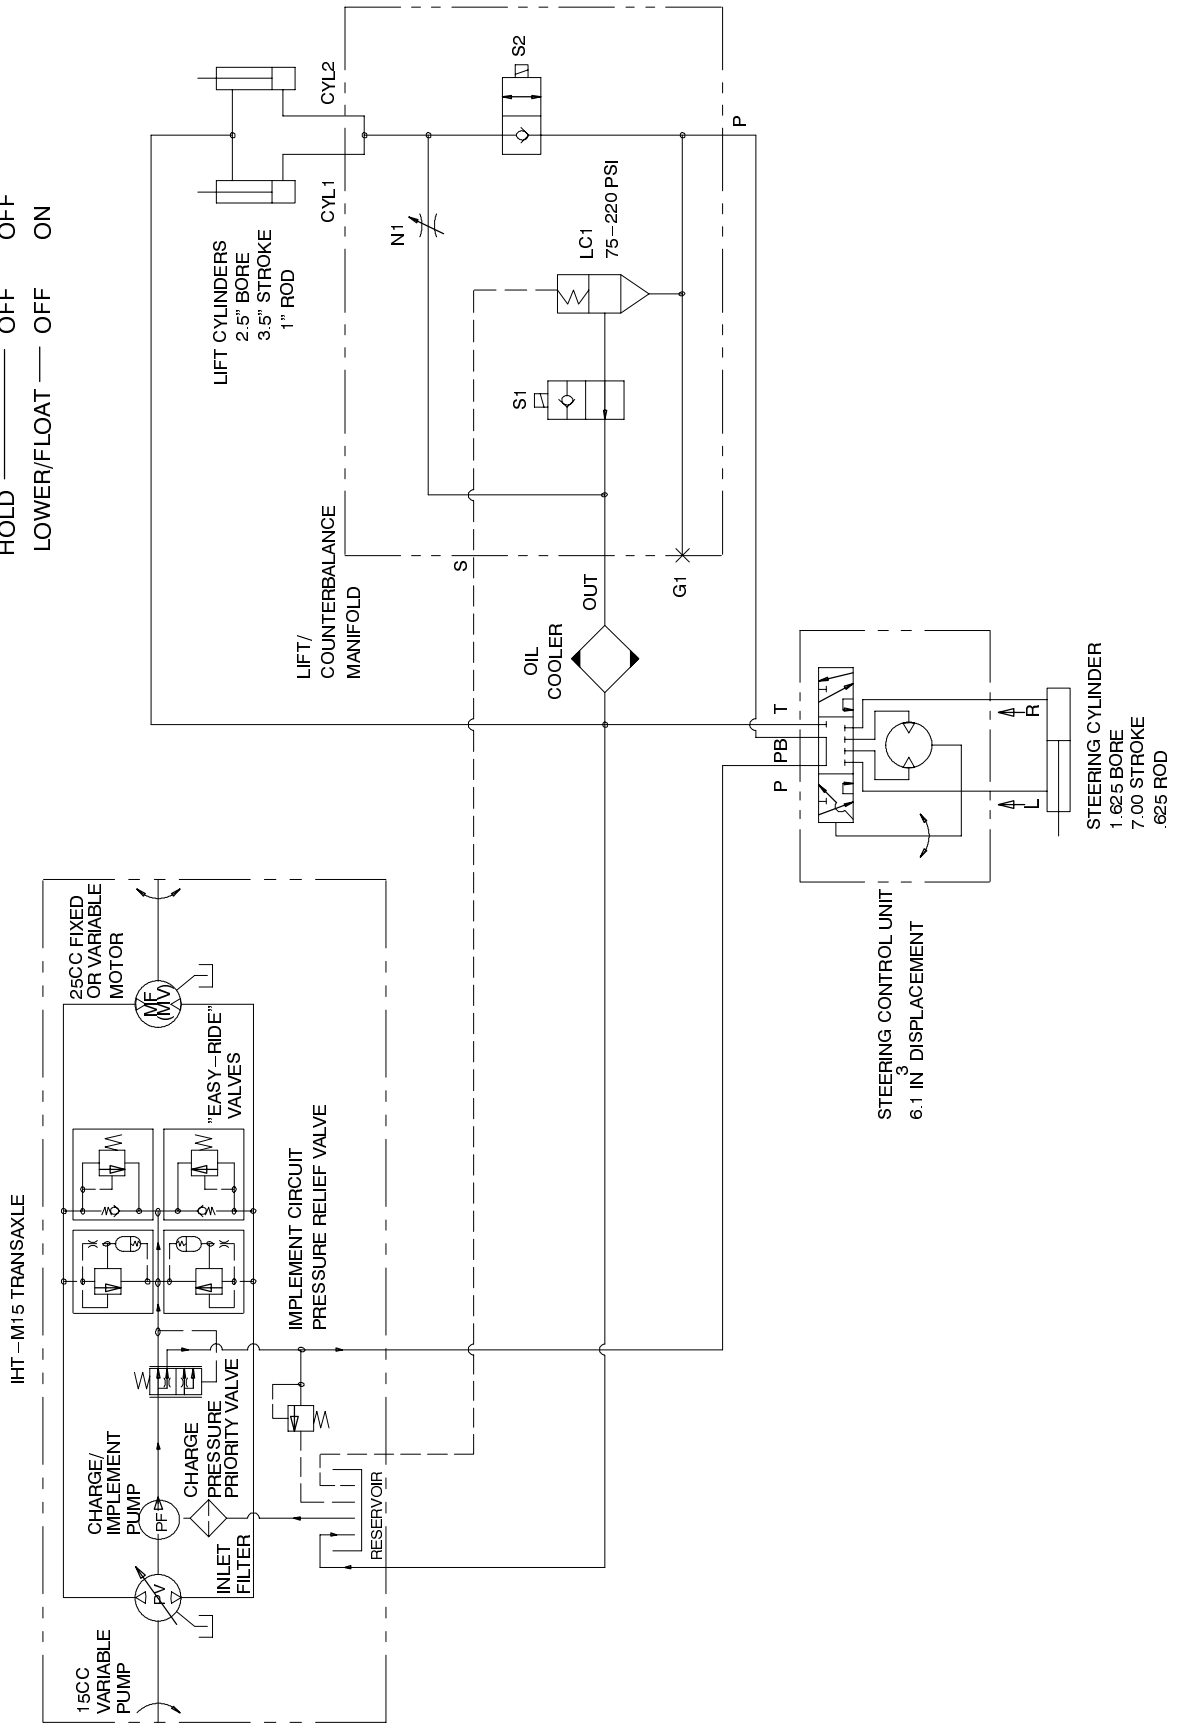 HOLD — OFF OFF
LOWER/FLOAT — OFF ON
IHT-M15 TRANSAXLE
15CC
VARIABLE
PUMP
PV
CHARGE/
IMPLEMENT
PUMP
PF
INLET
FILTER
CHARGE
PRESSURE
PRIORITY VALVE
"EASY-RIDE"
VALVES
25CC FIXED
OR VARIABLE
MOTOR
MF
(MV)
IMPLEMENT CIRCUIT
PRESSURE RELIEF VALVE
RESERVOIR
LIFT CYLINDERS
2.5" BORE
3.5" STROKE
1" ROD
CYL1
CYL2
LIFT/
COUNTERBALANCE
MANIFOLD
N1
S2
S1
LC1
75-220 PSI
S
OUT
G1
P
OIL
COOLER
P
PB
T
STEERING CONTROL UNIT
6.1 IN3 DISPLACEMENT
L
R
STEERING CYLINDER
1.625 BORE
7.00 STROKE
.625 ROD